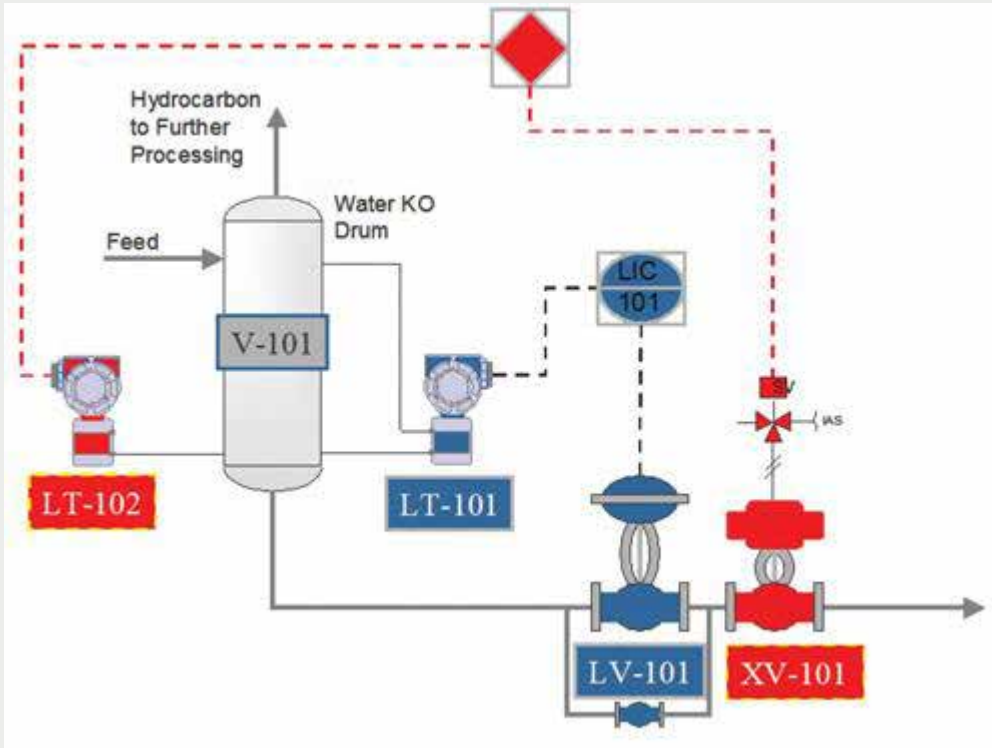 Hydrocarbon
to Further
Processing
Water KO
Drum
Feed
LIC
101
V-101
SV
IAS
LT-102
LT-101
LV-101
XV-101